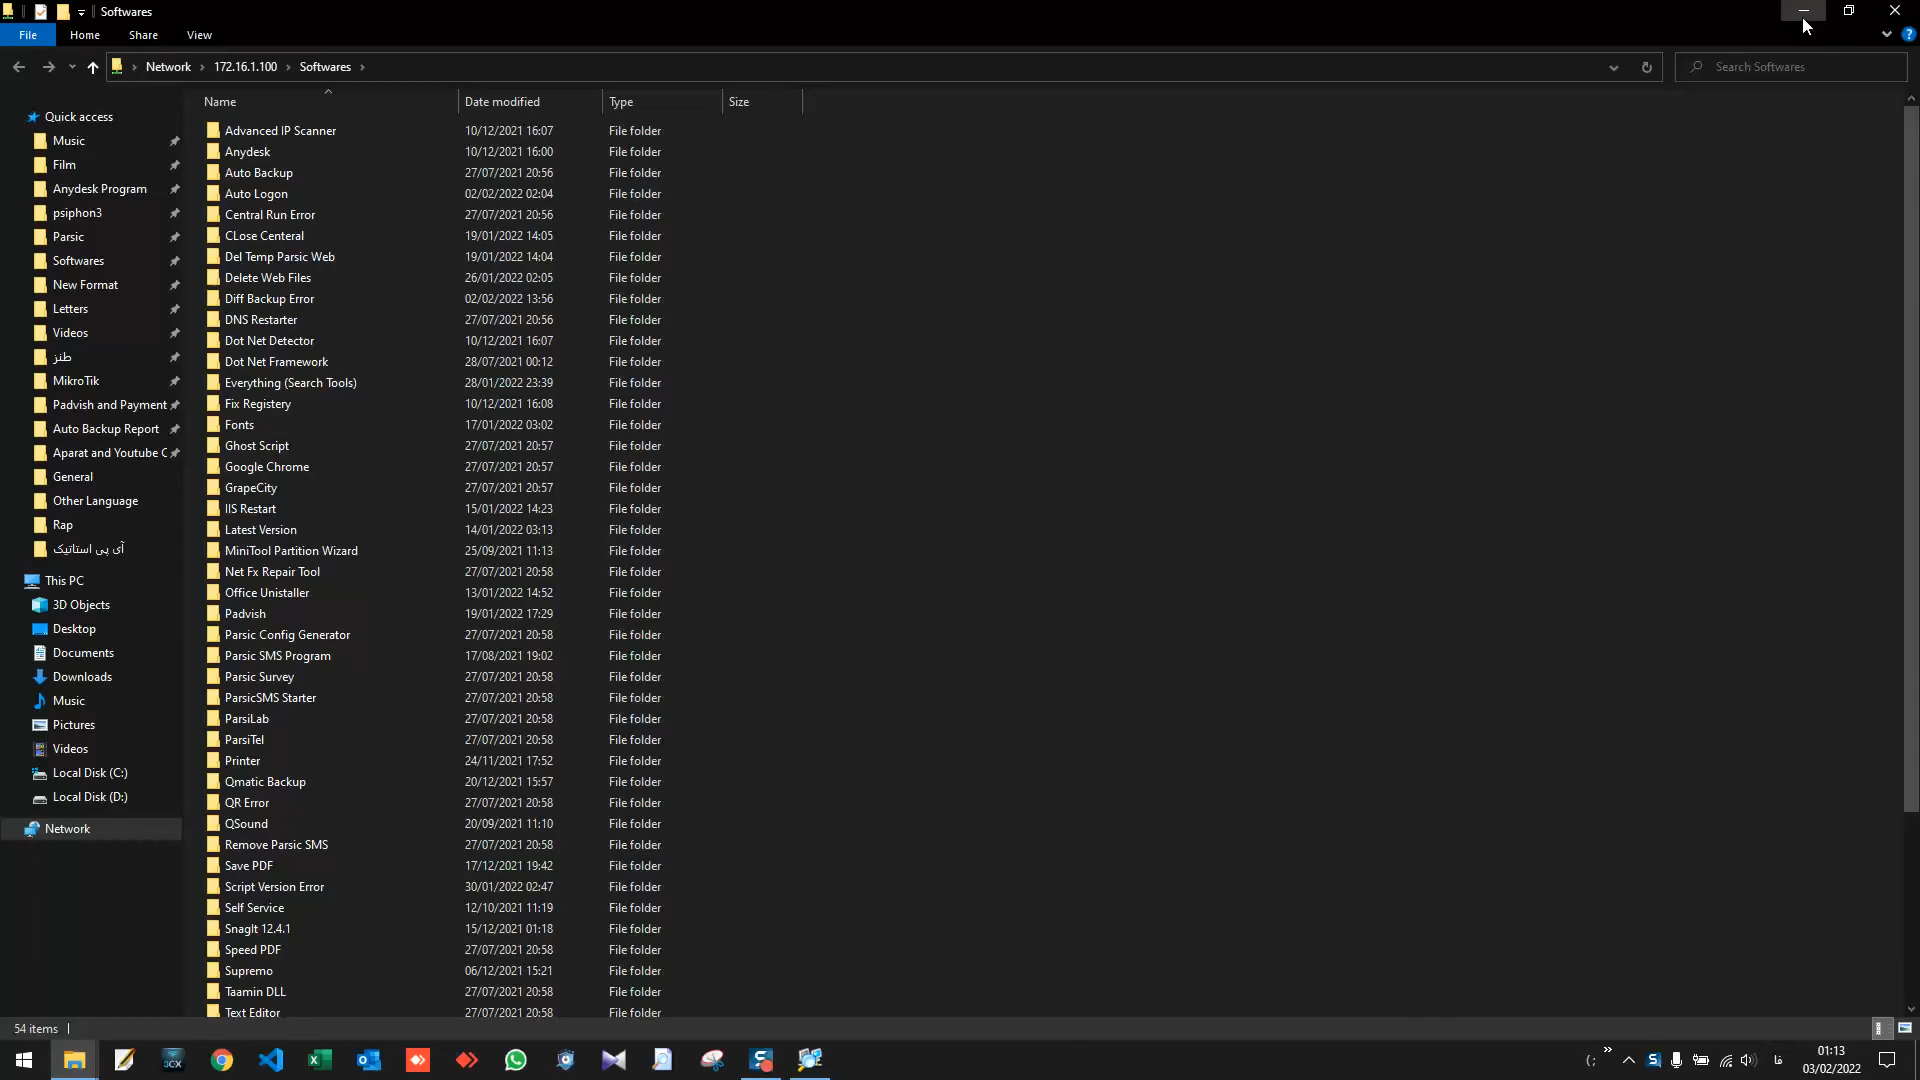 Softwares
File Home Share View
Network 172.16.1.100 Softwares
Search Softwares
Name Date modified Type Size
Quick access
Music
Film
Anydesk Program
psiphon3
Parsic
Softwares
New Format
Letters
Videos
طنز
MikroTik
Padvish and Payment
Auto Backup Report
Aparat and Youtube C
General
Other Language
Rap
آی پی استاتیک
This PC
3D Objects
Desktop
Documents
Downloads
Music
Pictures
Videos
Local Disk (C:)
Local Disk (D:)
Network
Advanced IP Scanner 10/12/2021 16:07 File folder
Anydesk 10/12/2021 16:00 File folder
Auto Backup 27/07/2021 20:56 File folder
Auto Logon 02/02/2022 02:04 File folder
Central Run Error 27/07/2021 20:56 File folder
CLose Centeral 19/01/2022 14:05 File folder
Del Temp Parsic Web 19/01/2022 14:04 File folder
Delete Web Files 26/01/2022 02:05 File folder
Diff Backup Error 02/02/2022 13:56 File folder
DNS Restarter 27/07/2021 20:56 File folder
Dot Net Detector 10/12/2021 16:07 File folder
Dot Net Framework 28/07/2021 00:12 File folder
Everything (Search Tools) 28/01/2022 23:39 File folder
Fix Registery 10/12/2021 16:08 File folder
Fonts 17/01/2022 03:02 File folder
Ghost Script 27/07/2021 20:57 File folder
Google Chrome 27/07/2021 20:57 File folder
GrapeCity 27/07/2021 20:57 File folder
IIS Restart 15/01/2022 14:23 File folder
Latest Version 14/01/2022 03:13 File folder
MiniTool Partition Wizard 25/09/2021 11:13 File folder
Net Fx Repair Tool 27/07/2021 20:58 File folder
Office Unistaller 13/01/2022 14:52 File folder
Padvish 19/01/2022 17:29 File folder
Parsic Config Generator 27/07/2021 20:58 File folder
Parsic SMS Program 17/08/2021 19:02 File folder
Parsic Survey 27/07/2021 20:58 File folder
ParsicSMS Starter 27/07/2021 20:58 File folder
ParsiLab 27/07/2021 20:58 File folder
ParsiTel 27/07/2021 20:58 File folder
Printer 24/11/2021 17:52 File folder
Qmatic Backup 20/12/2021 15:57 File folder
QR Error 27/07/2021 20:58 File folder
QSound 20/09/2021 11:10 File folder
Remove Parsic SMS 27/07/2021 20:58 File folder
Save PDF 17/12/2021 19:42 File folder
Script Version Error 30/01/2022 02:47 File folder
Self Service 12/10/2021 11:19 File folder
SnagIt 12.4.1 15/12/2021 01:18 File folder
Speed PDF 27/07/2021 20:58 File folder
Supremo 06/12/2021 15:21 File folder
Taamin DLL 27/07/2021 20:58 File folder
Text Editor 27/07/2021 20:58 File folder
54 items
3CX
(; فا 01:13
03/02/2022